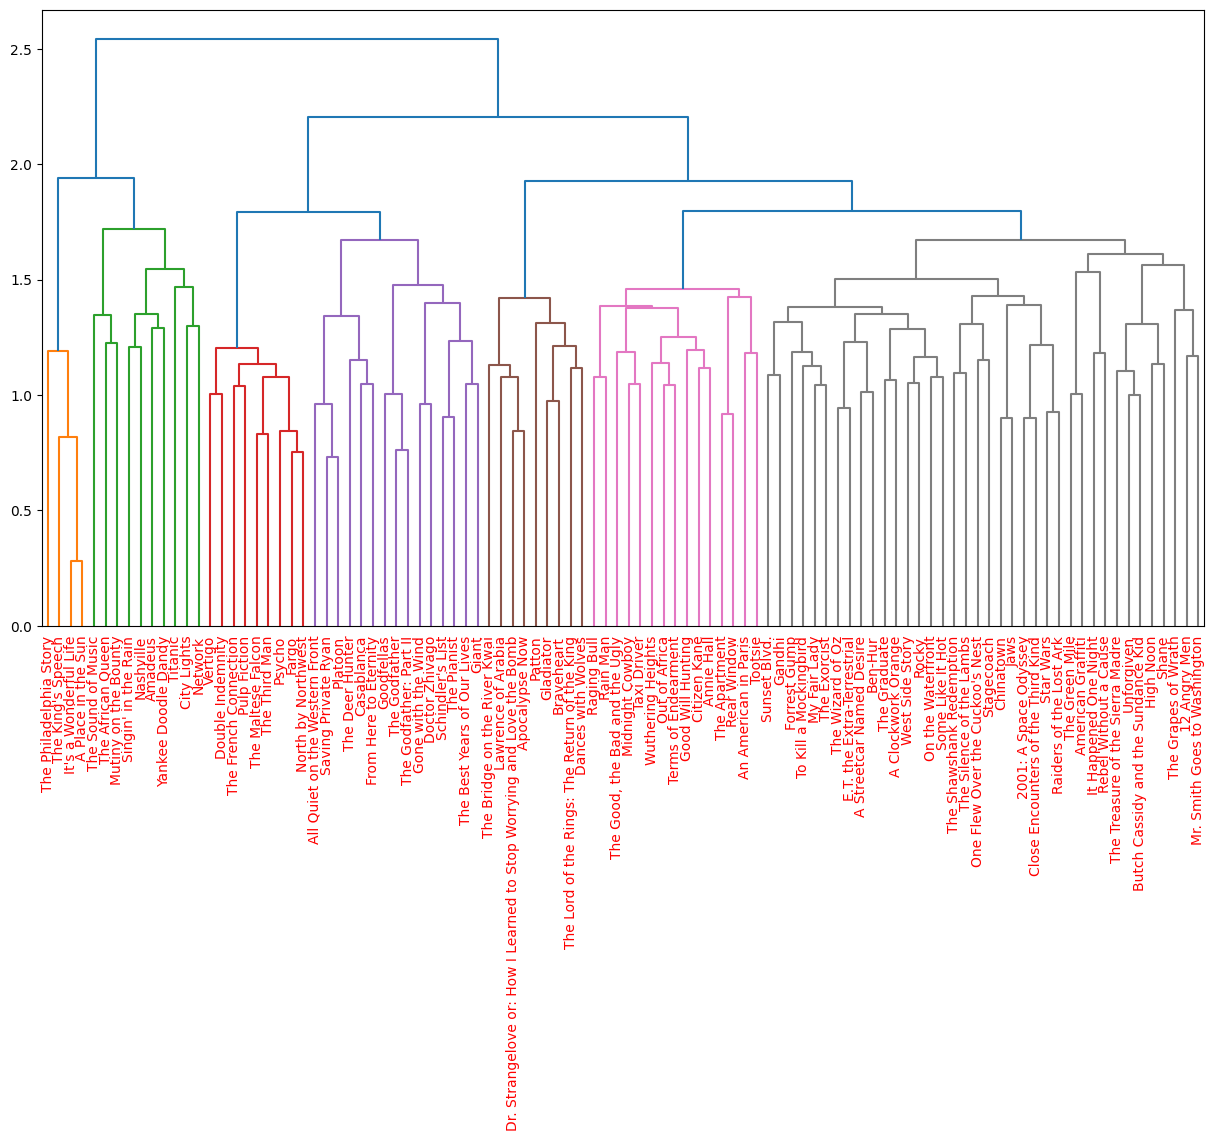 2.5
2.0
1.5
1.0
0.5
0.0
The Philadelphia Story
The King's Speech
It's a Wonderful Life
A Place in the Sun
The Sound of Music
The African Queen
Mutiny on the Bounty
Singin' in the Rain
Nashville
Amadeus
Yankee Doodle Dandy
Titanic
City Lights
Network
Vertigo
Double Indemnity
The French Connection
Pulp Fiction
The Maltese Falcon
The Third Man
Psycho
Fargo
North by Northwest
All Quiet on the Western Front
Saving Private Ryan
Platoon
The Deer Hunter
Casablanca
From Here to Eternity
Goodfellas
The Godfather
The Godfather: Part II
Gone with the Wind
Doctor Zhivago
Schindler's List
The Pianist
The Best Years of Our Lives
Giant
The Bridge on the River Kwai
Lawrence of Arabia
Dr. Strangelove or: How I Learned to Stop Worrying and Love the Bomb
Apocalypse Now
Patton
Gladiator
Braveheart
The Lord of the Rings: The Return of the King
Dances with Wolves
Raging Bull
Rain Man
The Good, the Bad and the Ugly
Midnight Cowboy
Taxi Driver
Wuthering Heights
Out of Africa
Terms of Endearment
Good Will Hunting
Citizen Kane
Annie Hall
The Apartment
Rear Window
An American in Paris
Tootsie
Sunset Blvd.
Gandhi
Forrest Gump
To Kill a Mockingbird
My Fair Lady
The Exorcist
The Wizard of Oz
E.T. the Extra-Terrestrial
A Streetcar Named Desire
Ben-Hur
The Graduate
A Clockwork Orange
West Side Story
Rocky
On the Waterfront
Some Like It Hot
The Shawshank Redemption
The Silence of the Lambs
One Flew Over the Cuckoo's Nest
Stagecoach
Chinatown
Jaws
2001: A Space Odyssey
Close Encounters of the Third Kind
Star Wars
Raiders of the Lost Ark
The Green Mile
American Graffiti
It Happened One Night
Rebel Without a Cause
The Treasure of the Sierra Madre
Unforgiven
Butch Cassidy and the Sundance Kid
High Noon
Shane
The Grapes of Wrath
12 Angry Men
Mr. Smith Goes to Washington